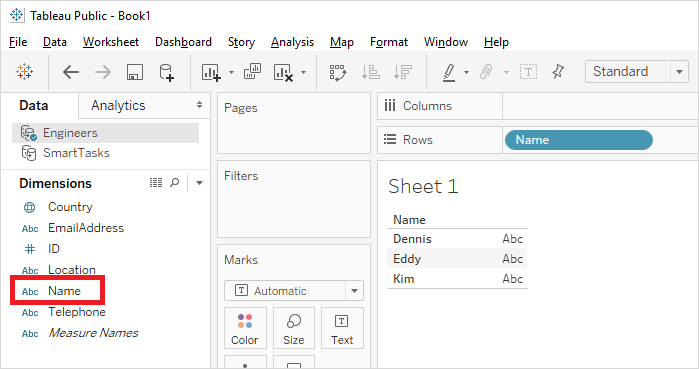 Tableau Public - Book1
File Data Worksheet Dashboard Story Analysis Map Format Window Help
Standard
Data Analytics
Engineers
SmartTasks
Dimensions
Country
Abc EmailAddress
ID
Abc Location
Abc Name
Abc Telephone
Abc Measure Names
Pages
Filters
Marks
Automatic
Color Size Text
Columns
Rows Name
Sheet 1
Name
Dennis Abc
Eddy Abc
Kim Abc